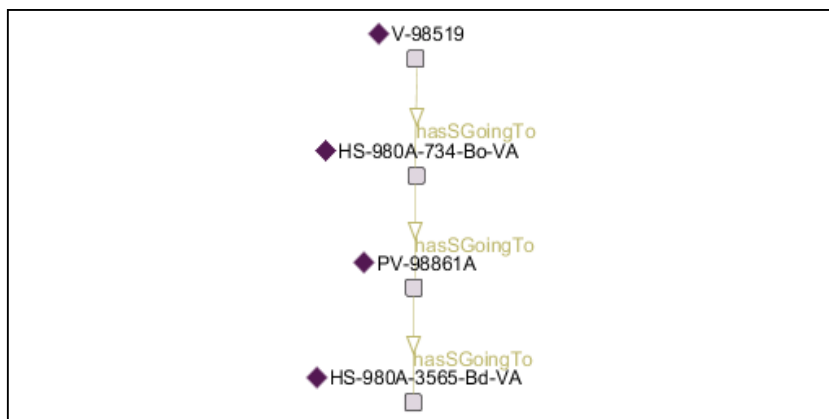 V-98519
hasSGoingTo
HS-980A-734-Bo-VA
hasSGoingTo
PV-98861A
hasSGoingTo
HS-980A-3565-Bd-VA